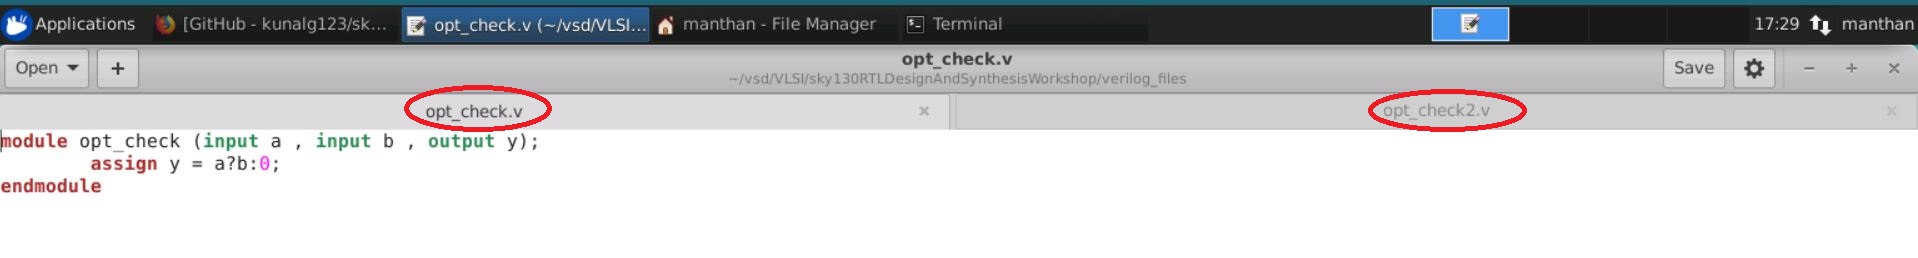 Applications [GitHub - kunalg123/sk... opt_check.v (~/vsd/VLSI... manthan - File Manager Terminal 17:29 manthan
Open + opt_check.v Save
~/vsd/VLSI/sky130RTLDesignAndSynthesisWorkshop/verilog_files
opt_check.v opt_check2.v
module opt_check (input a , input b , output y);
assign y = a?b:0;
endmodule